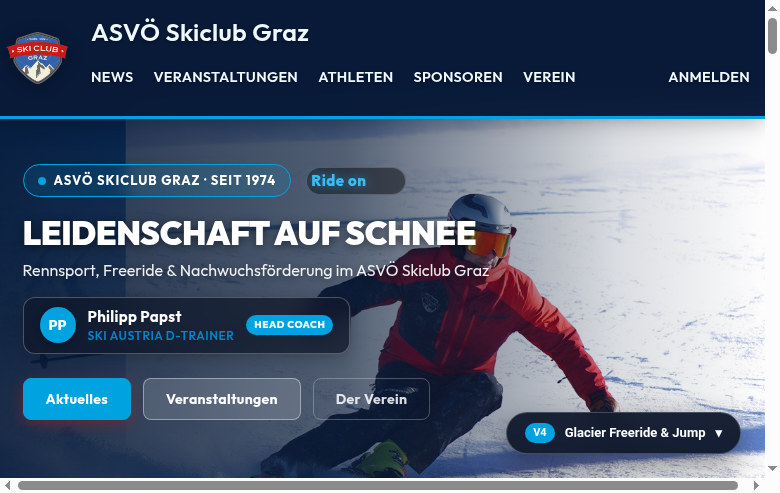 ASVÖ Skiclub Graz
SKI CLUB
GRAZ
NEWS VERANSTALTUNGEN ATHLETEN SPONSOREN VEREIN ANMELDEN
ASVÖ SKICLUB GRAZ · SEIT 1974
Ride on
LEIDENSCHAFT AUF SCHNEE
Rennsport, Freeride & Nachwuchsförderung im ASVÖ Skiclub Graz
PP
Philipp Papst
SKI AUSTRIA D-TRAINER
HEAD COACH
Aktuelles Veranstaltungen Der Verein
V4 Glacier Freeride & Jump ▼